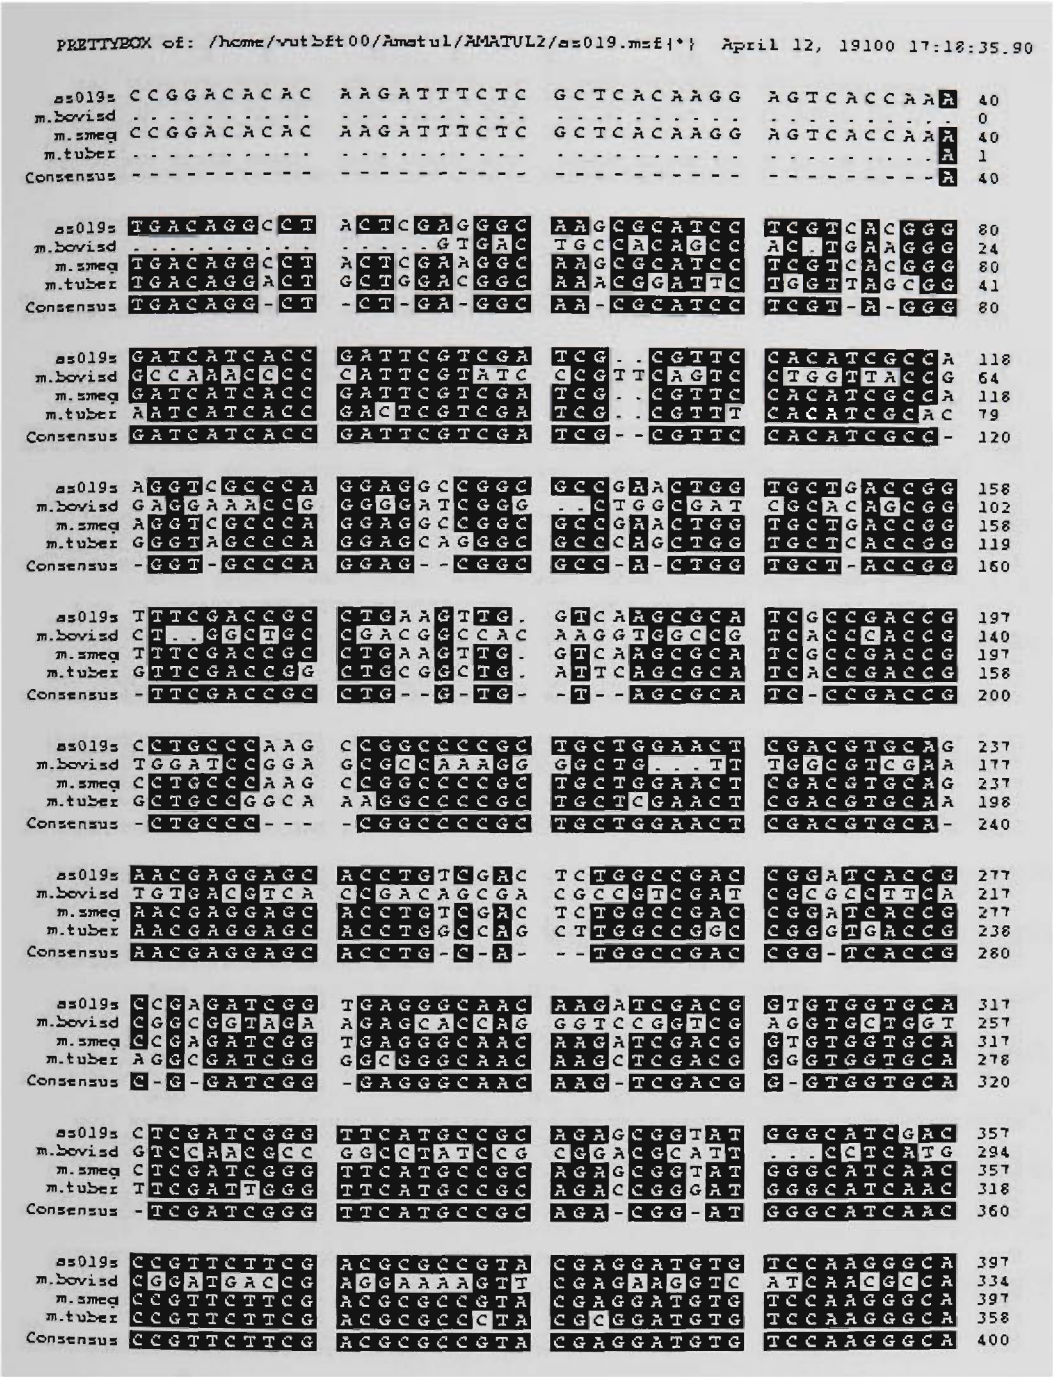 PRETTYBOX of: /home/vutbft00/Amatul/AMATUL2/as019.msf{*} April 12, 19100 17:18:35.90
as019s CCGGACACAC AAGATTTCTC GCTCACAAGG AGTCACCAAA 40
m.bovisd .......... .......... .......... .......... 0
m.smeg CCGGACACAC AAGATTTCTC GCTCACAAGG AGTCACCAAA 40
m.tuber .......... .......... .......... .........A 1
Consensus ---------- ---------- ---------- ---------A 40
as019s TGACAGGCCT ACTCGAGGGC AAGCGCATCC TCGTCACGGG 80
m.bovisd .......... .....GTGAC TGCCACAGCC AC.TGAAGGG 24
m.smeg TGACAGGCCT ACTCGAAGGC AAGCGCATCC TCGTCACGGG 80
m.tuber TGACAGGACT GCTGGACGGC AAACGGATTC TGGTTAGCGG 41
Consensus TGACAGG-CT -CT-GA-GGC AA-CGCATCC TCGT-A-GGG 80
as019s GATCATCACC GATTCGTCGA TCG..CGTTC CACATCGCCA 118
m.bovisd GCCAAACCCC CATTCGTATC CCGTTCAGTC CTGGTTACCG 64
m.smeg GATCATCACC GATTCGTCGA TCG..CGTTC CACATCGCCA 118
m.tuber AATCATCACC GACTCGTCGA TCG..CGTTT CACATCGCAC 79
Consensus GATCATCACC GATTCGTCGA TCG--CGTTC CACATCGCC- 120
as019s AGGTCGCCCA GGAGGCCGGC GCCGAACTGG TGCTGACCGG 158
m.bovisd GAGGAAACCG GGGGATCGGG ..CTGGCGAT CGCACAGCGG 102
m.smeg AGGTCGCCCA GGAGGCCGGC GCCGAACTGG TGCTGACCGG 158
m.tuber GGGTAGCCCA GGAGCAGGGC GCCCAGCTGG TGCTCACCGG 119
Consensus -GGT-GCCCA GGAG--CGGC GCC-A-CTGG TGCT-ACCGG 160
as019s TTTCGACCGC CTGAAGTTG. GTCAAGCGCA TCGCCGACCG 197
m.bovisd CT..GGCTGC CGACGGCCAC AAGGTGGCCG TCACCCACCG 140
m.smeg TTTCGACCGC CTGAAGTTG. GTCAAGCGCA TCGCCGACCG 197
m.tuber GTTCGACCGG CTGCGGCTG. ATTCAGCGCA TCACCGACCG 158
Consensus -TTCGACCGC CTG--G-TG- -T--AGCGCA TC-CCGACCG 200
as019s CCTGCCCAAG CCGGCCCCGC TGCTGGAACT CGACGTGCAG 237
m.bovisd TGGATCCGGA GCGCCAAAGG GGCTG...TT TGGCGTCGAA 177
m.smeg CCTGCCCAAG CCGGCCCCGC TGCTGGAACT CGACGTGCAG 237
m.tuber GCTGCCGGCA AAGGCCCCGC TGCTCGAACT CGACGTGCAA 198
Consensus -CTGCCC--- -CGGCCCCGC TGCTGGAACT CGACGTGCA- 240
as019s AACGAGGAGC ACCTGTCGAC TCTGGCCGAC CGGATCACCG 277
m.bovisd TGTGACGTCA CCGACAGCGA CGCCGTCGAT CGCGCCTTCA 217
m.smeg AACGAGGAGC ACCTGTCGAC TCTGGCCGAC CGGATCACCG 277
m.tuber AACGAGGAGC ACCTGGCCAG CTTGGCCGGC CGGGTGACCG 238
Consensus AACGAGGAGC ACCTG-C-A- --TGGCCGAC CGG-TCACCG 280
as019s CCGAGATCGG TGAGGGCAAC AAGATCGACG GTGTGGTGCA 317
m.bovisd CGGCGGTAGA AGAGCACCAG GGTCCGGTCG AGGTGCTGGT 257
m.smeg CCGAGATCGG TGAGGGCAAC AAGATCGACG GTGTGGTGCA 317
m.tuber AGGCGATCGG GGCGGGCAAC AAGCTCGACG GGGTGGTGCA 278
Consensus C-G-GATCGG -GAGGGCAAC AAG-TCGACG G-GTGGTGCA 320
as019s CTCGATCGGG TTCATGCCGC AGAGCGGTAT GGGCATCGAC 357
m.bovisd GTCCAACGCC GGCCTATCCG CGGACGCATT ...CCTCATG 294
m.smeg CTCGATCGGG TTCATGCCGC AGAGCGGTAT GGGCATCAAC 357
m.tuber TTCGATTGGG TTCATGCCGC AGACCGGGAT GGGCATCAAC 318
Consensus -TCGATCGGG TTCATGCCGC AGA-CGG-AT GGGCATCAAC 360
as019s CCGTTCTTCG ACGCGCCGTA CGAGGATGTG TCCAAGGGCA 397
m.bovisd CGGATGACCG AGGAAAAGTT CGAGAAGGTC ATCAACGCCA 334
m.smeg CCGTTCTTCG ACGCGCCGTA CGAGGATGTG TCCAAGGGCA 397
m.tuber CCGTTCTTCG ACGCGCCCTA CGCGGATGTG TCCAAGGGCA 358
Consensus CCGTTCTTCG ACGCGCCGTA CGAGGATGTG TCCAAGGGCA 400